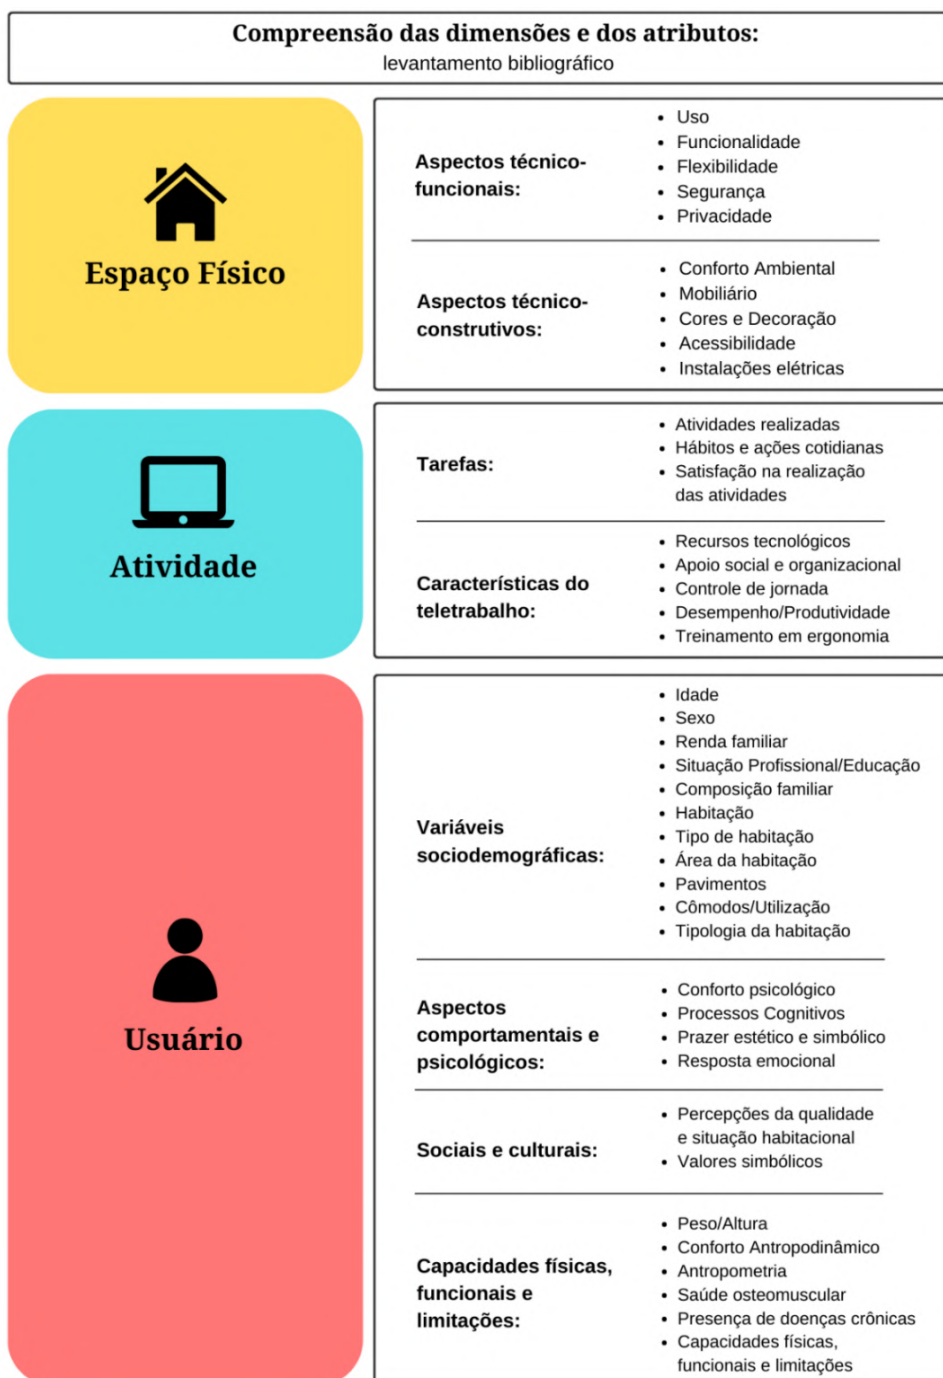 Compreensão das dimensões e dos atributos:
levantamento bibliográfico
Espaço Físico
Aspectos técnico-
funcionais:
• Uso
• Funcionalidade
• Flexibilidade
• Segurança
• Privacidade
Aspectos técnico-
construtivos:
• Conforto Ambiental
• Mobiliário
• Cores e Decoração
• Acessibilidade
• Instalações elétricas
Atividade
Tarefas:
• Atividades realizadas
• Hábitos e ações cotidianas
• Satisfação na realização
das atividades
Características do
teletrabalho:
• Recursos tecnológicos
• Apoio social e organizacional
• Controle de jornada
• Desempenho/Produtividade
• Treinamento em ergonomia
Usuário
Variáveis
sociodemográficas:
• Idade
• Sexo
• Renda familiar
• Situação Profissional/Educação
• Composição familiar
• Habitação
• Tipo de habitação
• Área da habitação
• Pavimentos
• Cômodos/Utilização
• Tipologia da habitação
Aspectos
comportamentais e
psicológicos:
• Conforto psicológico
• Processos Cognitivos
• Prazer estético e simbólico
• Resposta emocional
Sociais e culturais:
• Percepções da qualidade
e situação habitacional
• Valores simbólicos
Capacidades físicas,
funcionais e
limitações:
• Peso/Altura
• Conforto Antropodinâmico
• Antropometria
• Saúde osteomuscular
• Presença de doenças crônicas
• Capacidades físicas,
funcionais e limitações